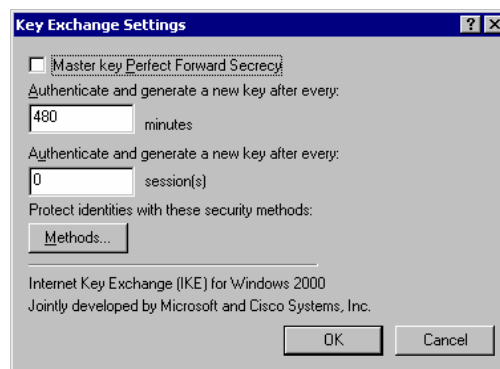 Key Exchange Settings
Master key Perfect Forward Secrecy
Authenticate and generate a new key after every:
480 minutes
Authenticate and generate a new key after every:
0 session(s)
Protect identities with these security methods:
Methods...
Internet Key Exchange (IKE) for Windows 2000
Jointly developed by Microsoft and Cisco Systems, Inc.
OK Cancel